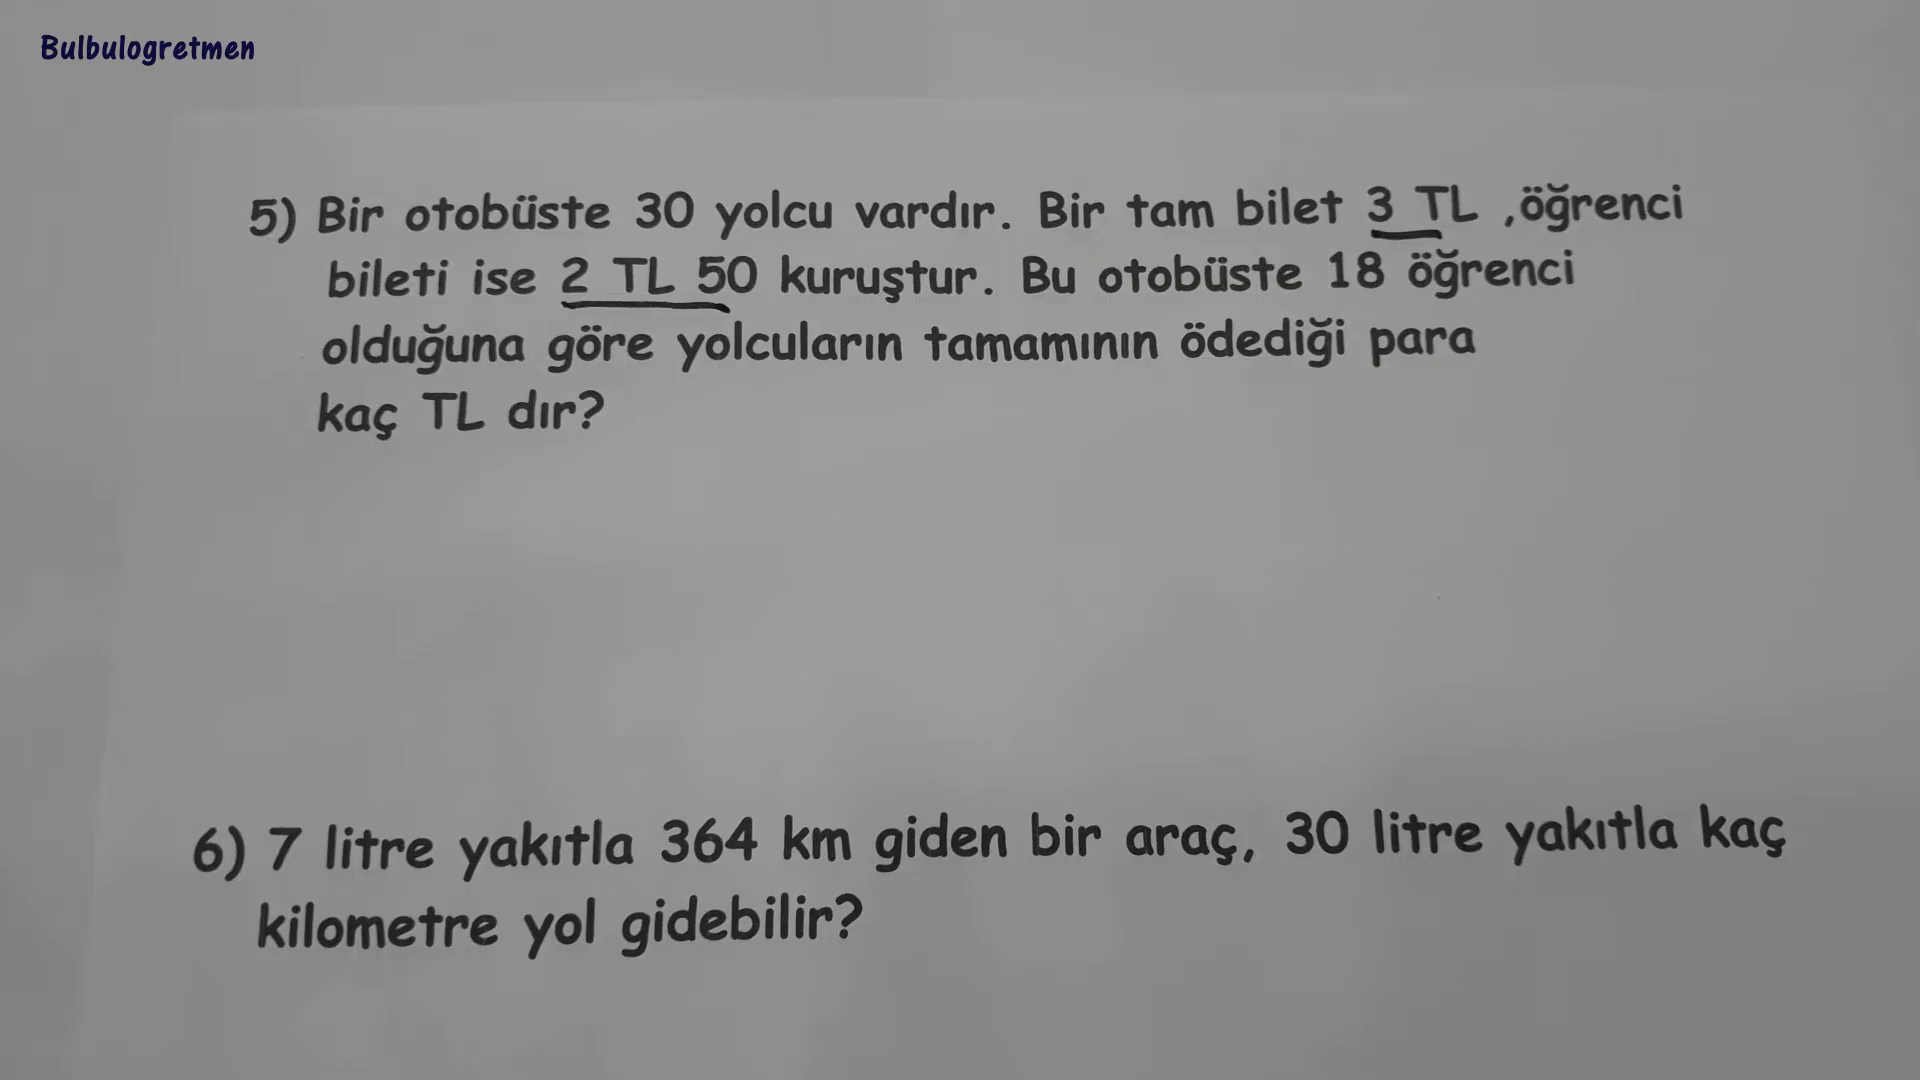 Bulbulogretmen
5) Bir otobüste 30 yolcu vardır. Bir tam bilet 3 TL ,öğrenci
bileti ise 2 TL 50 kuruştur. Bu otobüste 18 öğrenci
olduğuna göre yolcuların tamamının ödediği para
kaç TL dır?
6) 7 litre yakıtla 364 km giden bir araç, 30 litre yakıtla kaç
kilometre yol gidebilir?